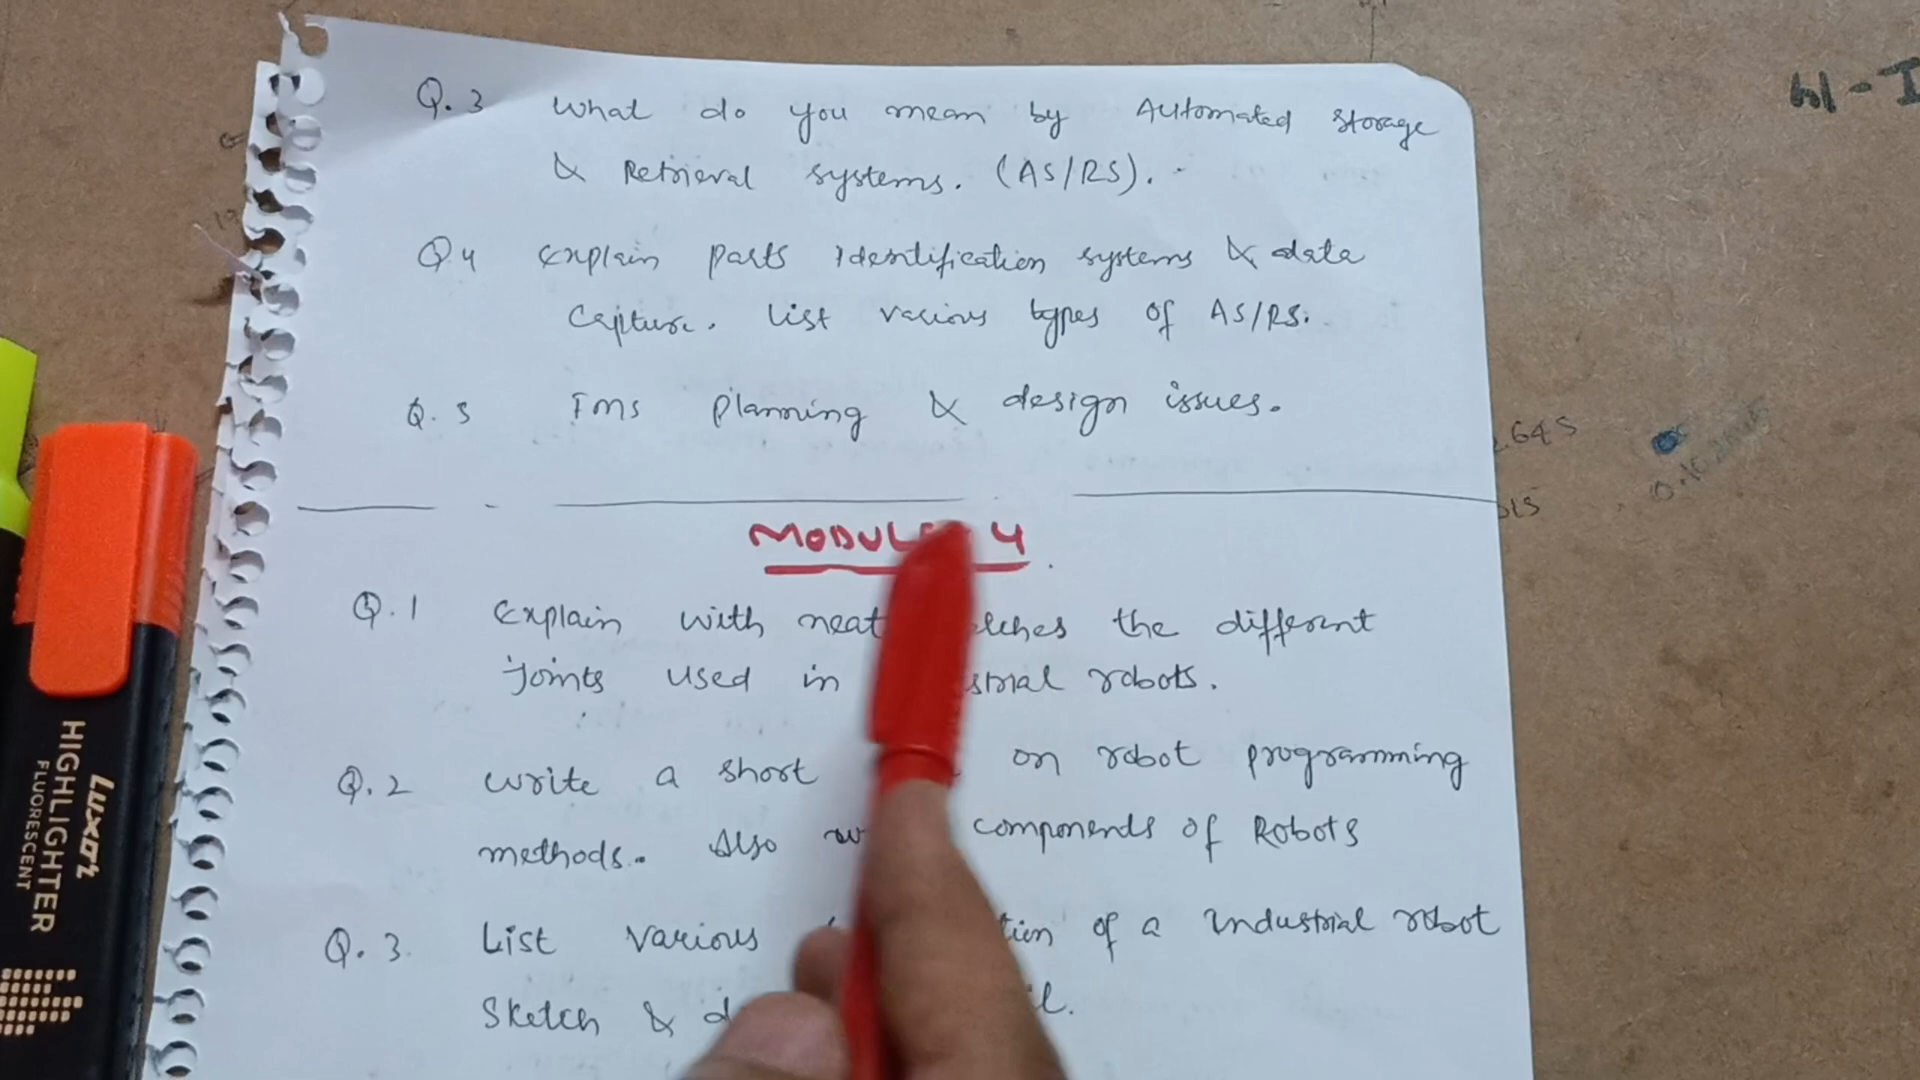 Q.3 What do you mean by Automated storage
& Retrieval systems. (AS/RS).
Q4 Explain parts identification systems & data
capture. List various types of AS/RS.
Q.5 FMS planning & design issues.
MODULE 4
Q.1 Explain with neat the different
joints used in robots.
Q.2 write a short on robot programming
methods. Also components of Robots
Q.3. List various of a industrial robot
Sketch &
HIGHLIGHTER
FLUORESCENT
Luxor